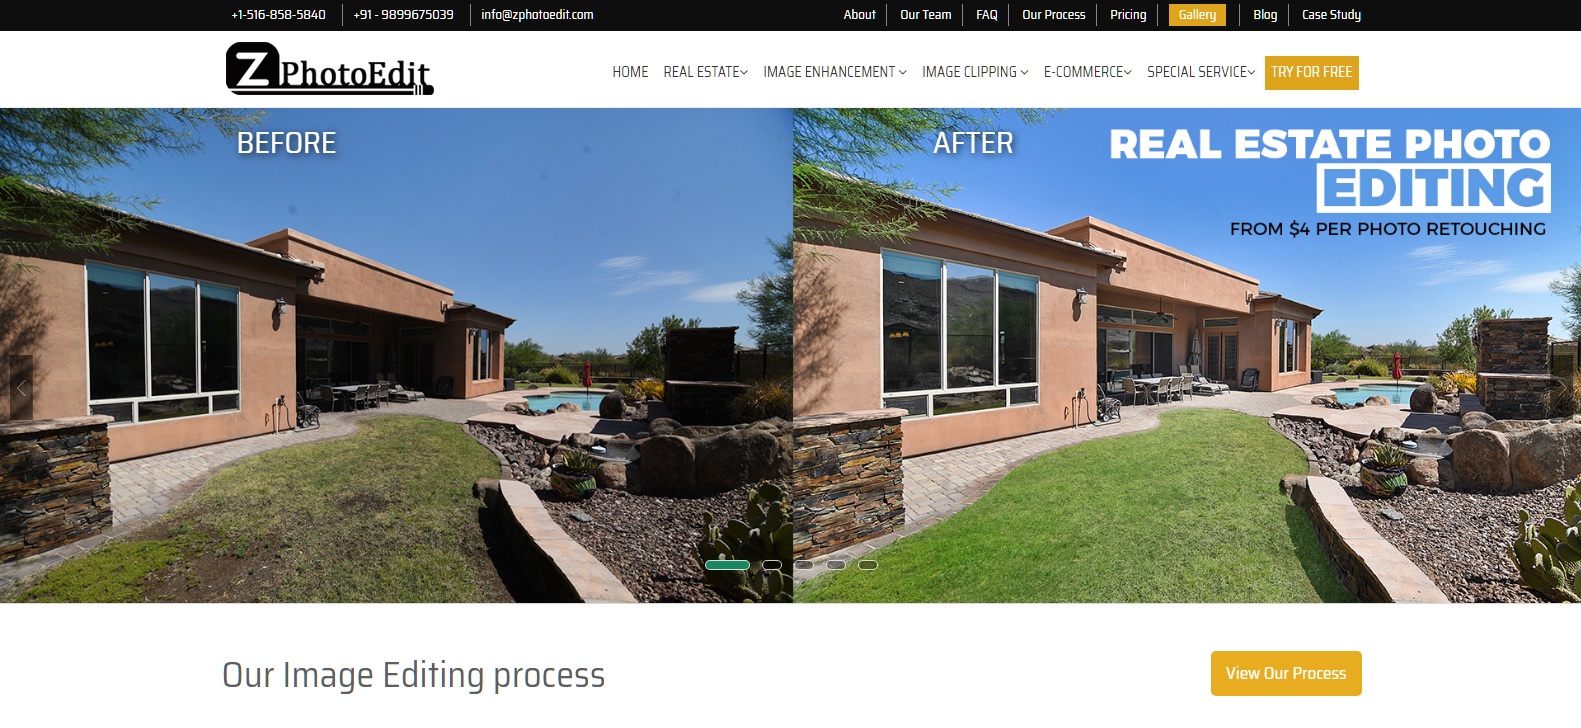 +1-516-858-5840 +91 - 9899675039 info@zphotoedit.com About Our Team FAQ Our Process Pricing Gallery Blog Case Study
Z PhotoEdit
HOME REAL ESTATE IMAGE ENHANCEMENT IMAGE CLIPPING E-COMMERCE SPECIAL SERVICE TRY FOR FREE
BEFORE
AFTER
REAL ESTATE PHOTO
EDITING
FROM $4 PER PHOTO RETOUCHING
Our Image Editing process
View Our Process